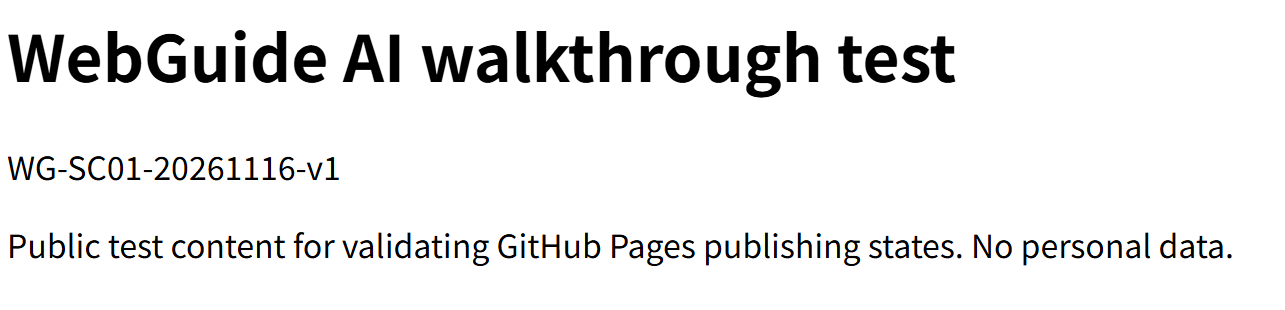 WebGuide AI walkthrough test
WG-SC01-20261116-v1
Public test content for validating GitHub Pages publishing states. No personal data.